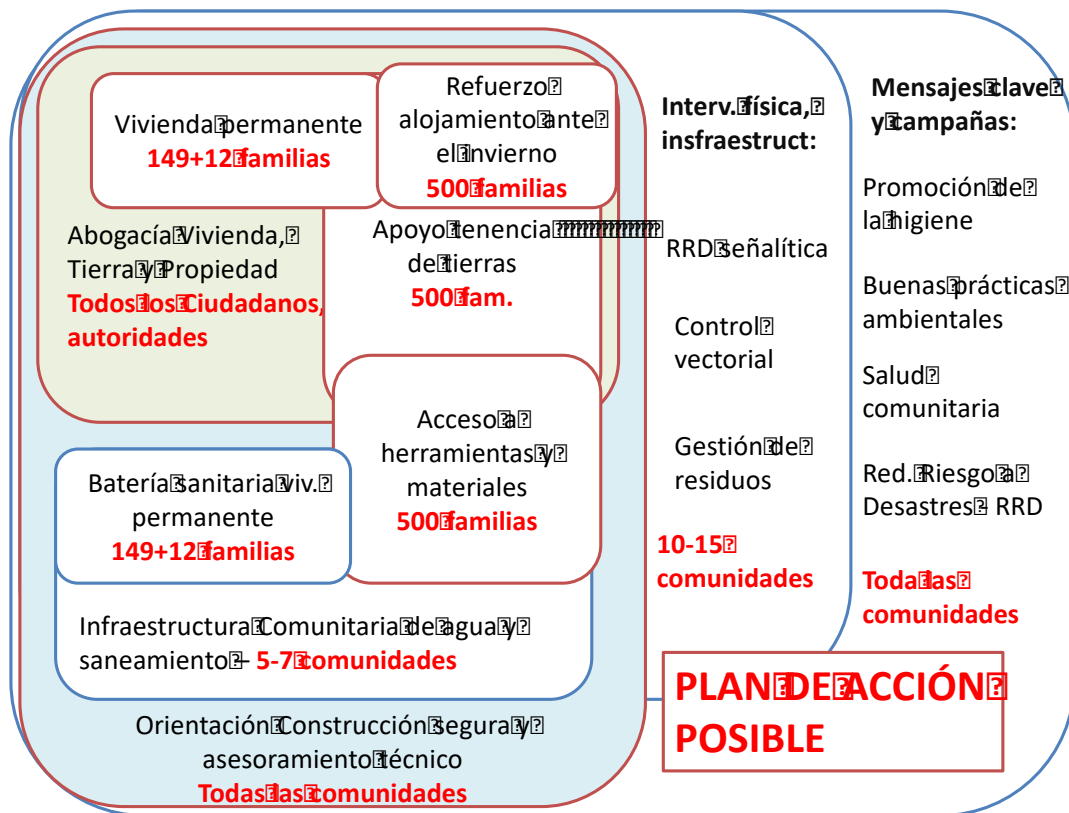 Vivienda permanente
149+12 familias
Refuerzo
alojamiento ante
el invierno
500 familias
Abogacía Vivienda,
Tierra y Propiedad
Todos los Ciudadanos,
autoridades
Apoyo tenencia
de tierras
500 fam.
Acceso a
herramientas y
materiales
500 familias
Batería sanitaria viv.
permanente
149+12 familias
Infraestructura Comunitaria de agua y
saneamiento – 5-7 comunidades
Orientación Construcción segura y
asesoramiento técnico
Todas las comunidades
Interv. física,
insfraestruct:
RRD señalítica
Control
vectorial
Gestión de
residuos
10-15
comunidades
Mensajes clave
y campañas:
Promoción de
la higiene
Buenas prácticas
ambientales
Salud
comunitaria
Red. Riesgo a
Desastres - RRD
Toda las
comunidades
PLAN DE ACCIÓN
POSIBLE